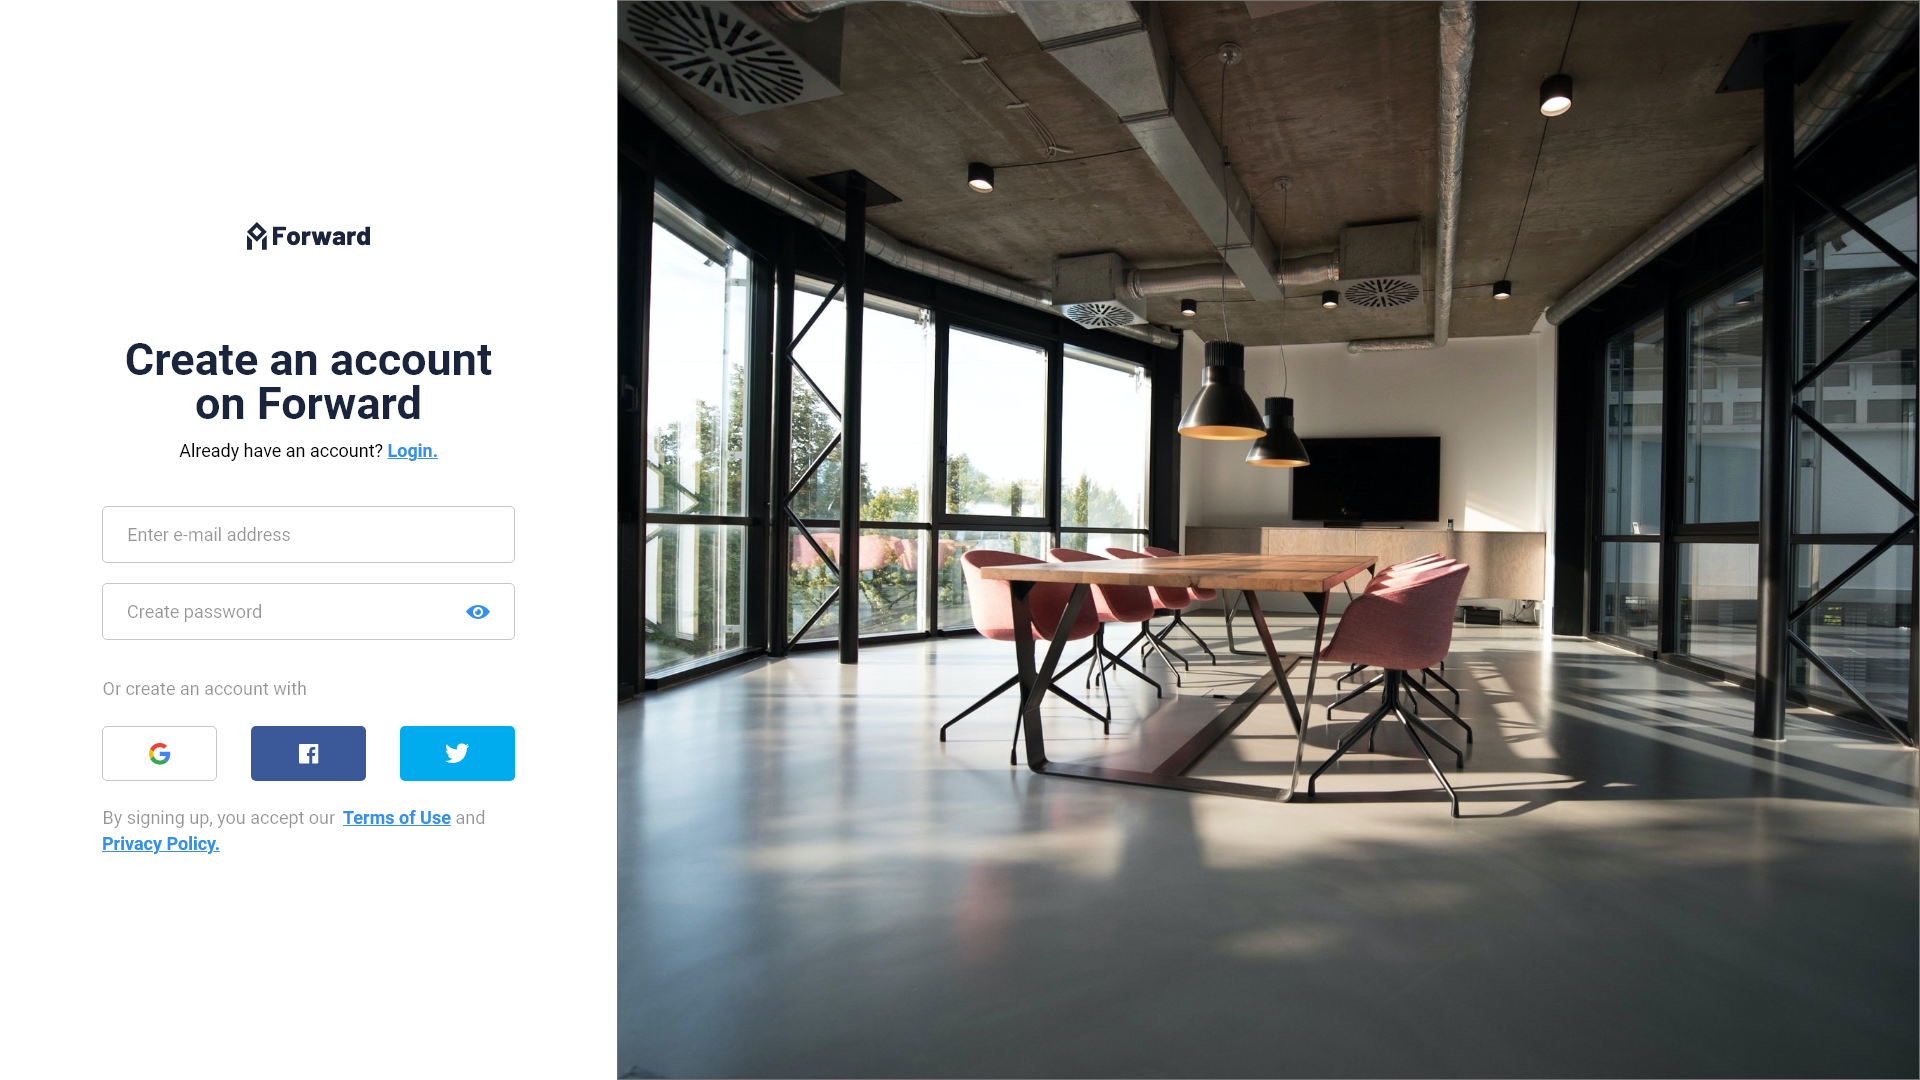 Forward
Create an account
on Forward
Already have an account? Login.
Enter e-mail address
Create password
Or create an account with
By signing up, you accept our Terms of Use and
Privacy Policy.